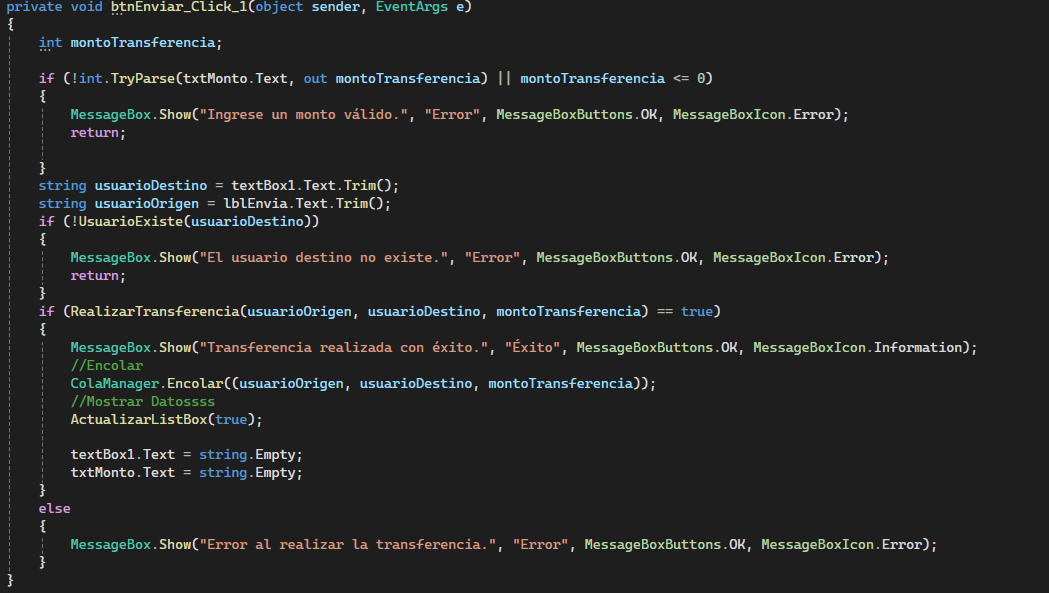 private void btnEnviar_Click_1(object sender, EventArgs e)
{
    int montoTransferencia;

    if (!int.TryParse(txtMonto.Text, out montoTransferencia) || montoTransferencia <= 0)
    {
        MessageBox.Show("Ingrese un monto válido.", "Error", MessageBoxButtons.OK, MessageBoxIcon.Error);
        return;

    }
    string usuarioDestino = textBox1.Text.Trim();
    string usuarioOrigen = lblEnvia.Text.Trim();
    if (!UsuarioExiste(usuarioDestino))
    {
        MessageBox.Show("El usuario destino no existe.", "Error", MessageBoxButtons.OK, MessageBoxIcon.Error);
        return;
    }
    if (RealizarTransferencia(usuarioOrigen, usuarioDestino, montoTransferencia) == true)
    {
        MessageBox.Show("Transferencia realizada con éxito.", "Éxito", MessageBoxButtons.OK, MessageBoxIcon.Information);
        //Encolar
        ColaManager.Encolar((usuarioOrigen, usuarioDestino, montoTransferencia));
        //Mostrar Datossss
        ActualizarListBox(true);

        textBox1.Text = string.Empty;
        txtMonto.Text = string.Empty;
    }
    else
    {
        MessageBox.Show("Error al realizar la transferencia.", "Error", MessageBoxButtons.OK, MessageBoxIcon.Error);
    }
}